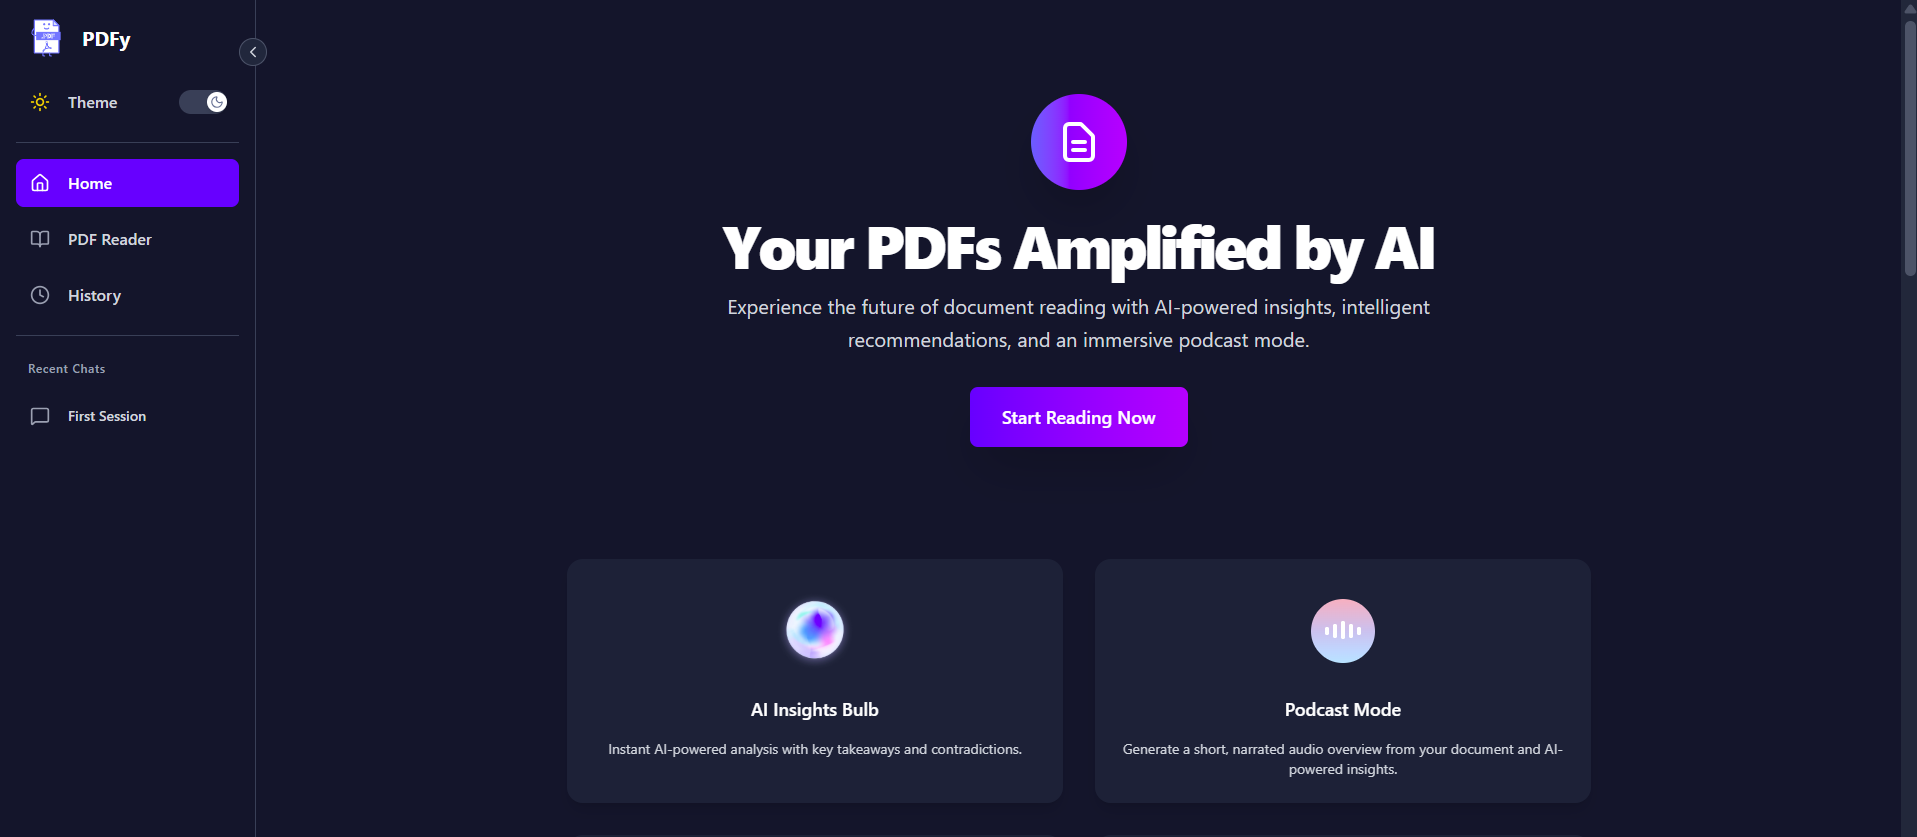 PDF
PDFy
Theme
Home
PDF Reader
History
Recent Chats
First Session
Your PDFs Amplified by AI
Experience the future of document reading with AI-powered insights, intelligent
recommendations, and an immersive podcast mode.
Start Reading Now
AI Insights Bulb
Instant AI-powered analysis with key takeaways and contradictions.
Podcast Mode
Generate a short, narrated audio overview from your document and AI-
powered insights.